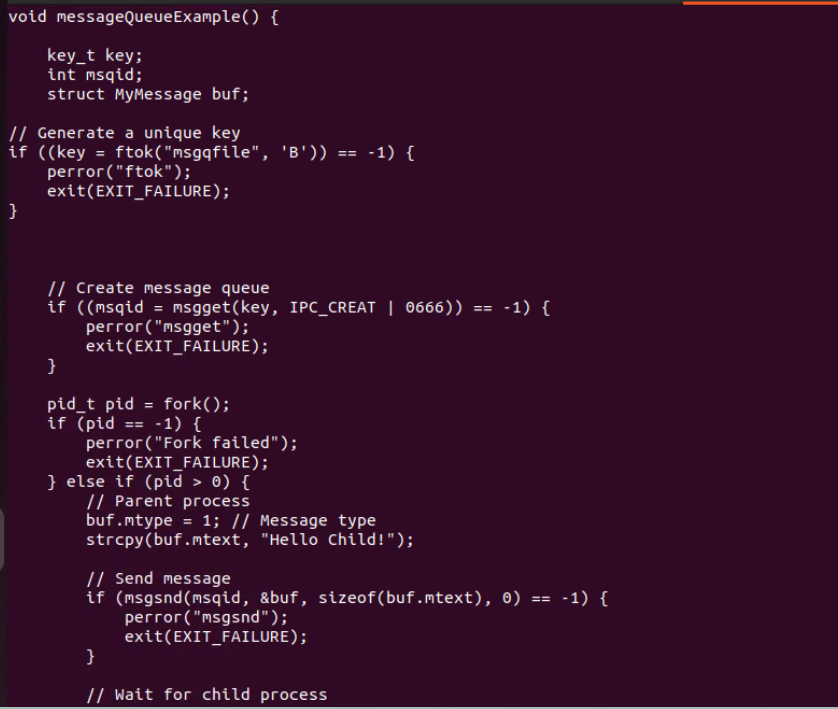 void messageQueueExample() {
    key_t key;
    int msqid;
    struct MyMessage buf;
// Generate a unique key
if ((key = ftok("msgqfile", 'B')) == -1) {
    perror("ftok");
    exit(EXIT_FAILURE);
}
    // Create message queue
    if ((msqid = msgget(key, IPC_CREAT | 0666)) == -1) {
        perror("msgget");
        exit(EXIT_FAILURE);
    }
    pid_t pid = fork();
    if (pid == -1) {
        perror("Fork failed");
        exit(EXIT_FAILURE);
    } else if (pid > 0) {
        // Parent process
        buf.mtype = 1; // Message type
        strcpy(buf.mtext, "Hello Child!");
        // Send message
        if (msgsnd(msqid, &buf, sizeof(buf.mtext), 0) == -1) {
            perror("msgsnd");
            exit(EXIT_FAILURE);
        }
        // Wait for child process